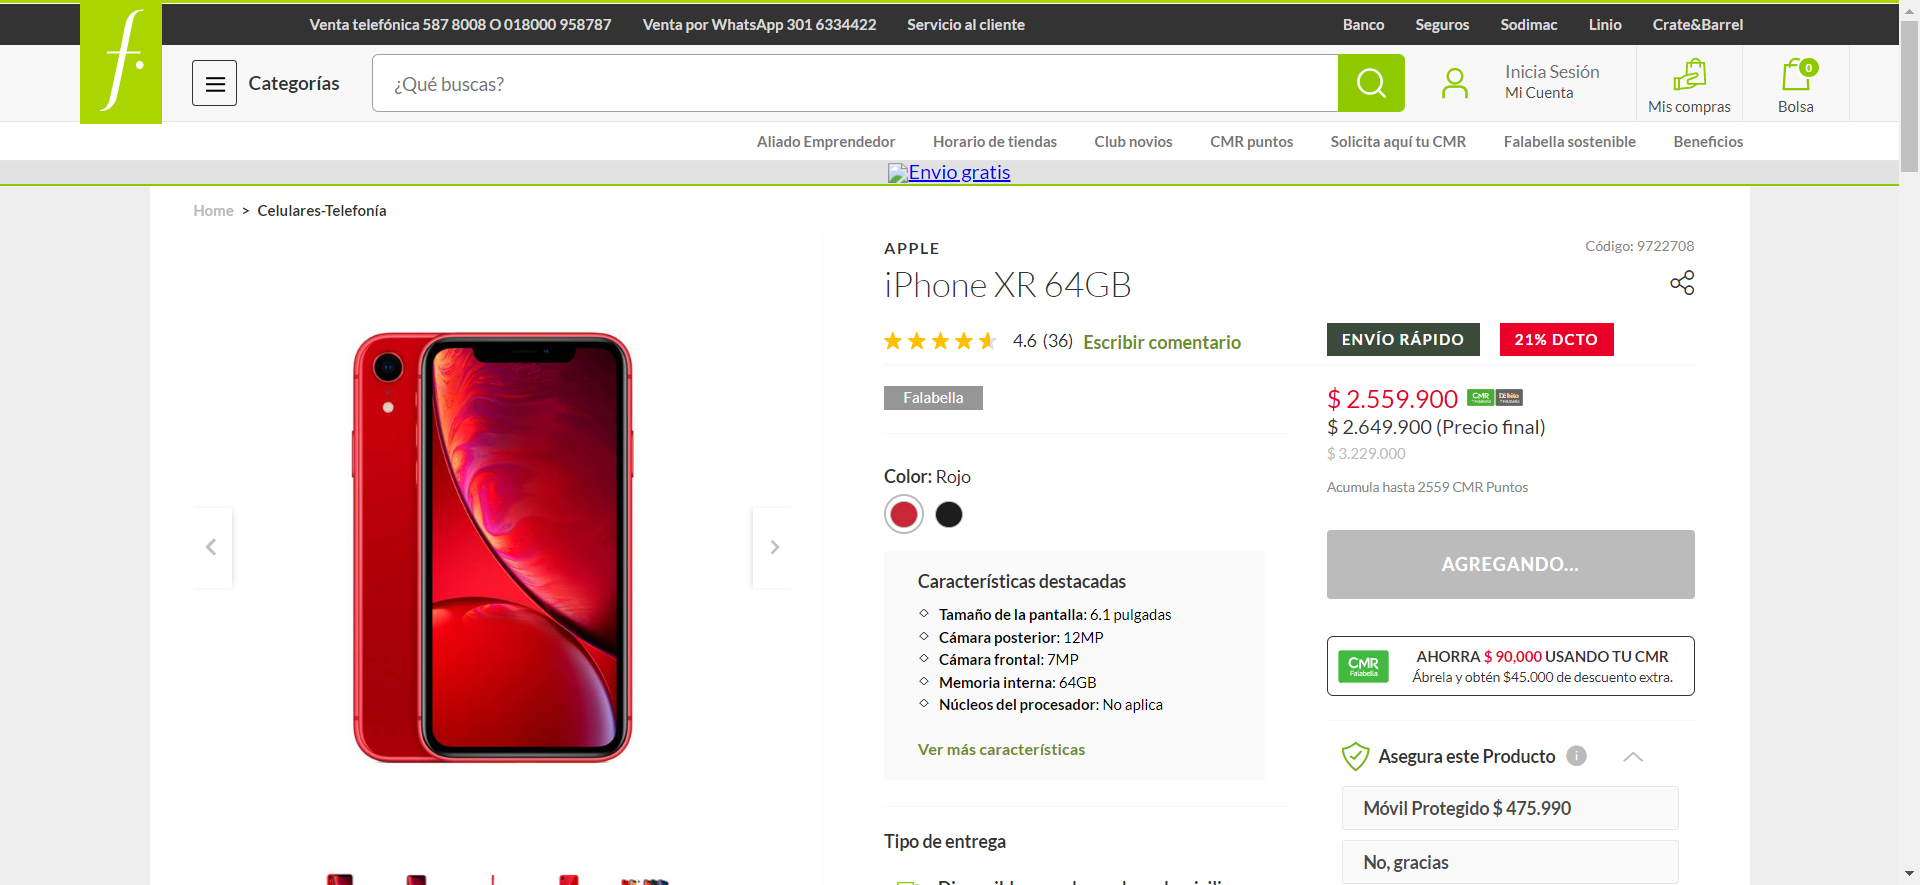 Venta telefónica 587 8008 O 018000 958787
Venta por WhatsApp 301 6334422
Servicio al cliente
Banco
Seguros
Sodimac
Linio
Crate&Barrel
f.
Categorías
¿Qué buscas?
Inicia Sesión
Mi Cuenta
Mis compras
0
Bolsa
Aliado Emprendedor
Horario de tiendas
Club novios
CMR puntos
Solicita aquí tu CMR
Falabella sostenible
Beneficios
Envio gratis
Home > Celulares-Telefonía
APPLE
Código: 9722708
iPhone XR 64GB
4.6 (36) Escribir comentario
ENVÍO RÁPIDO
21% DCTO
Falabella
$ 2.559.900
CMR
Débito
$ 2.649.900 (Precio final)
$ 3.229.000
Acumula hasta 2559 CMR Puntos
Color: Rojo
AGREGANDO...
Características destacadas
Tamaño de la pantalla: 6.1 pulgadas
Cámara posterior: 12MP
Cámara frontal: 7MP
Memoria interna: 64GB
Núcleos del procesador: No aplica
Ver más características
CMR
Falabella
AHORRA $ 90,000 USANDO TU CMR
Ábrela y obtén $45.000 de descuento extra.
Asegura este Producto
i
Móvil Protegido $ 475.990
No, gracias
Tipo de entrega